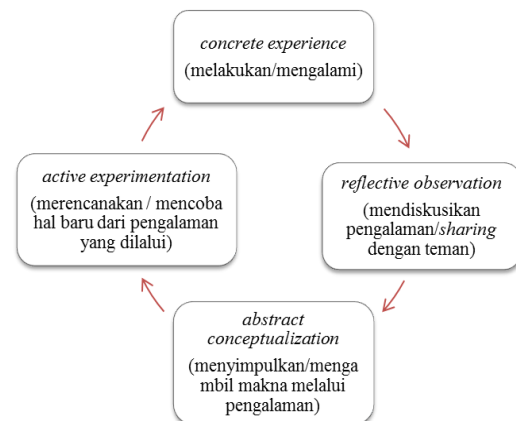 concrete experience
(melakukan/mengalami)
active experimentation
(merencanakan / mencoba
hal baru dari pengalaman
yang dilalui)
reflective observation
(mendiskusikan
pengalaman/sharing
dengan teman)
abstract
conceptualization
(menyimpulkan/menga
mbil makna melalui
pengalaman)